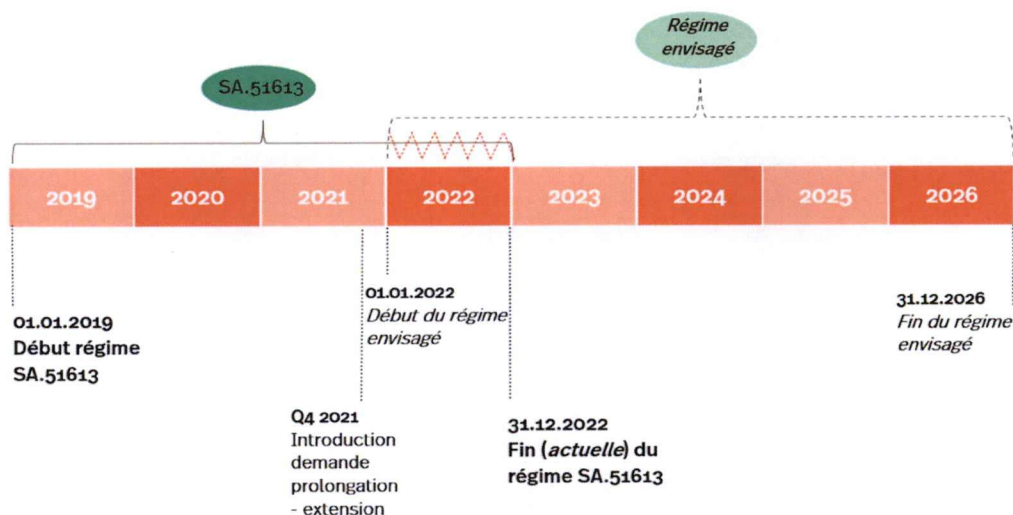 Régime
envisagé
SA.51613
2019 2020 2021 2022 2023 2024 2025 2026
01.01.2019
Début régime
SA.51613
01.01.2022
Début du régime
envisagé
31.12.2026
Fin du régime
envisagé
Q4 2021
Introduction
demande
prolongation
- extension
31.12.2022
Fin (actuelle) du
régime SA.51613